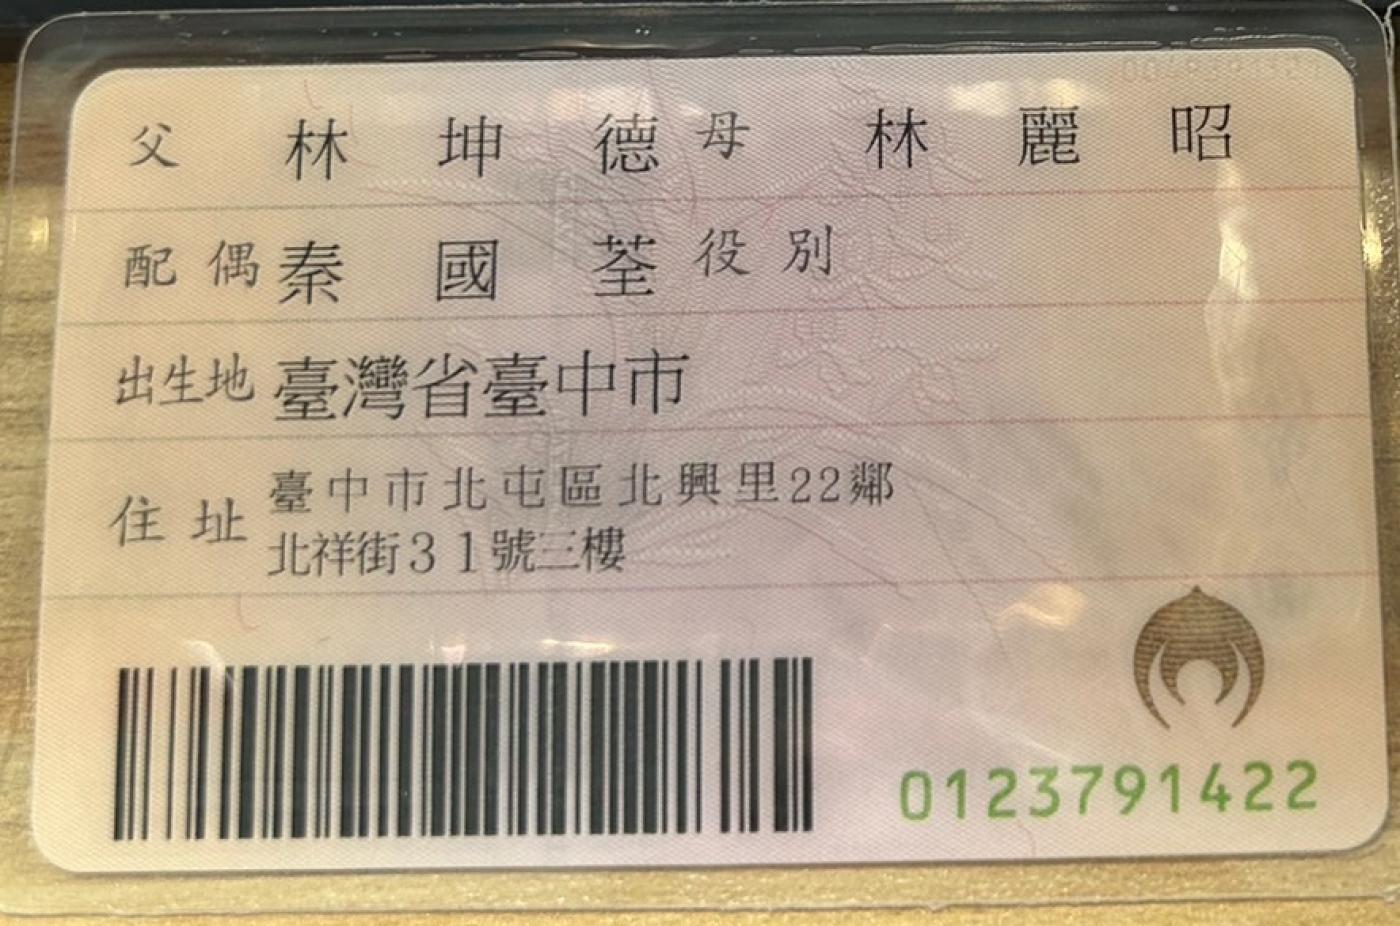 父 林坤德 母 林麗昭
配偶 秦國荃 役別
出生地 臺灣省臺中市
住址 臺中市北屯區北興里22鄰
北祥街31號三樓
0123791422